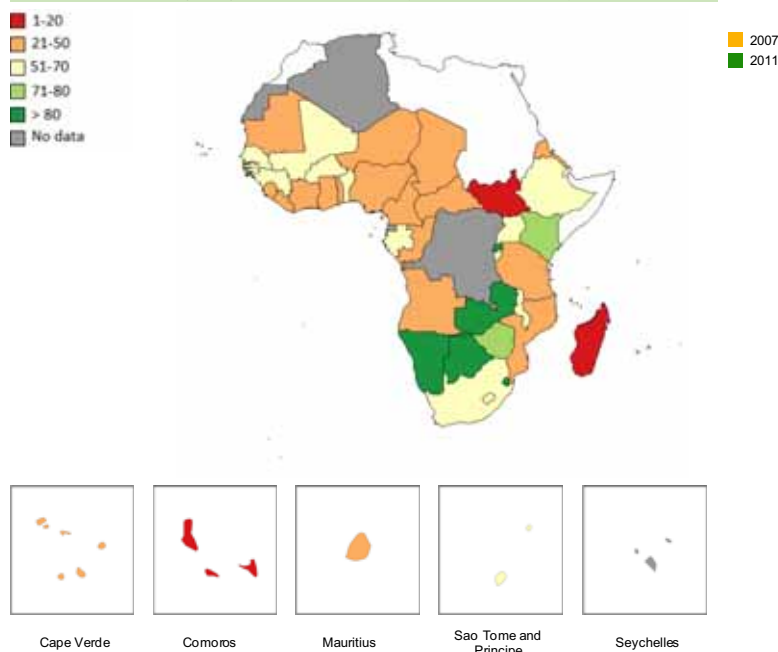 1-20
21-50
51-70
71-80
> 80
No data
2007
2011
Cape Verde
Comoros
Mauritius
Sao Tome and
Principe
Seychelles